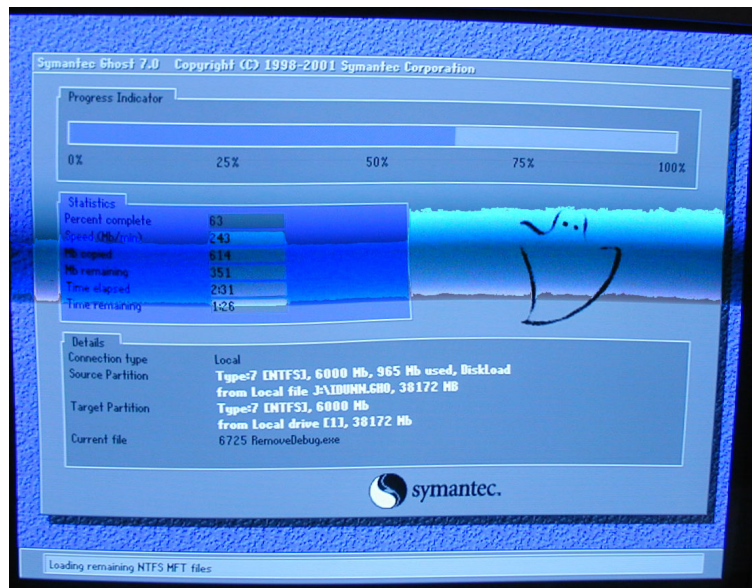 Symantec Ghost 7.0 Copyright (C) 1998-2001 Symantec Corporation
Progress Indicator
0% 25% 50% 75% 100%
Statistics
Percent complete 63
Speed (Mb/min) 243
Mb copied 614
Mb remaining 351
Time elapsed 2:31
Time remaining 1:26
Details
Connection type Local
Source Partition Type:7 [NTFS], 6000 Mb, 965 Mb used, DiskLoad
from Local file J:\IDUNN.GHO, 38172 MB
Target Partition Type:7 [NTFS], 6000 Mb
from Local drive [1], 38172 Mb
Current file 6725 RemoveDebug.exe
symantec.
Loading remaining NTFS MFT files